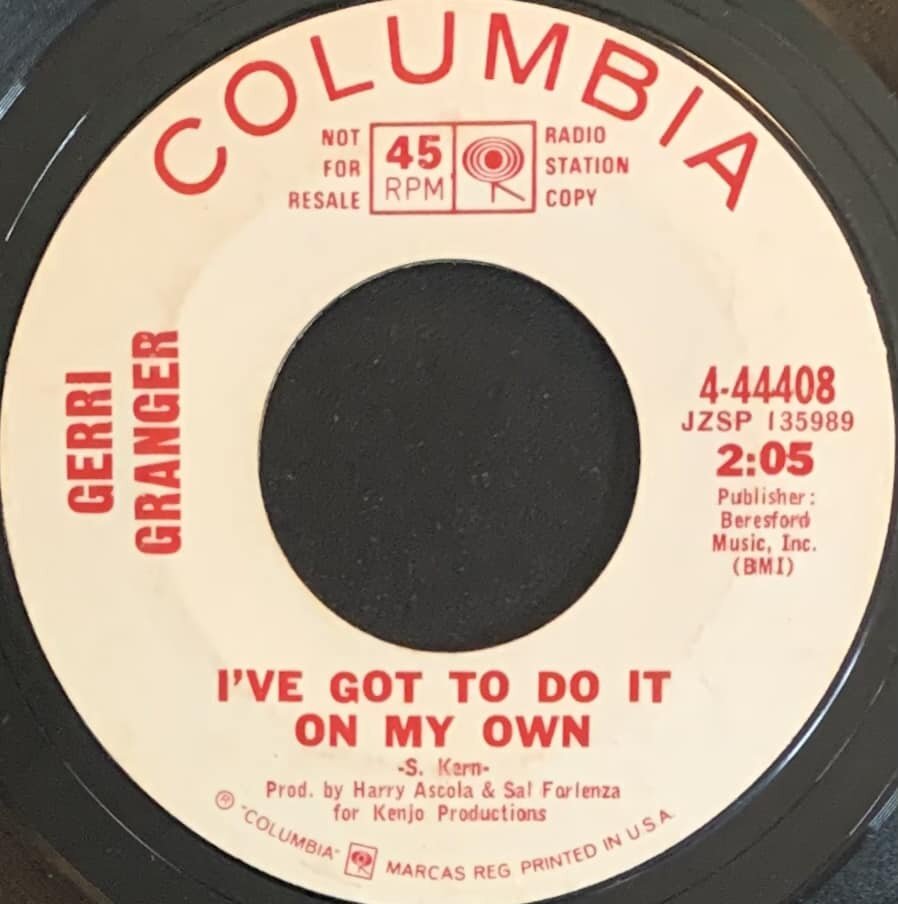 COLUMBIA
NOT
FOR
RESALE
45
RPM
RADIO
STATION
COPY
GERRI
GRANGER
4-44408
JZSP 135989
2:05
Publisher:
Beresford
Music, Inc.
(BMI)
I'VE GOT TO DO IT
ON MY OWN
-S. Kern-
Prod. by Harry Ascola & Sal Forlenza
for Kenjo Productions
® "COLUMBIA" MARCAS REG PRINTED IN U.S.A.